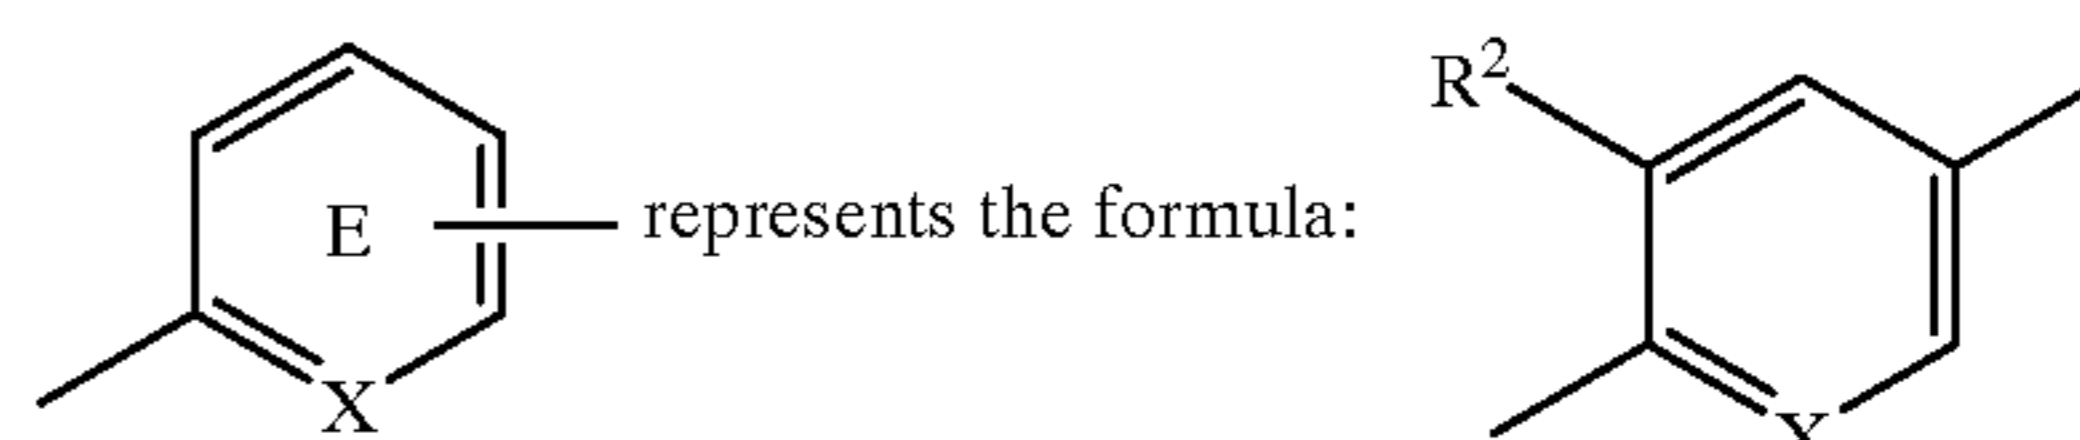 R²
E represents the formula:
X